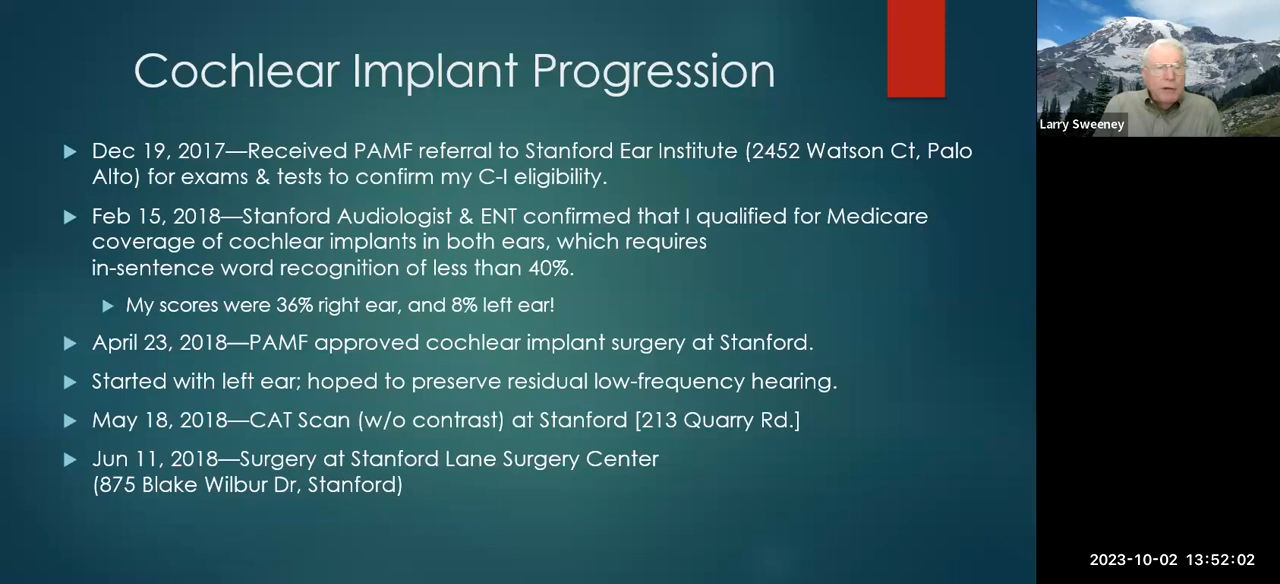 Cochlear Implant Progression
Dec 19, 2017—Received PAMF referral to Stanford Ear Institute (2452 Watson Ct, Palo
Alto) for exams & tests to confirm my C-I eligibility.
Feb 15, 2018—Stanford Audiologist & ENT confirmed that I qualified for Medicare
coverage of cochlear implants in both ears, which requires
in-sentence word recognition of less than 40%.
My scores were 36% right ear, and 8% left ear!
April 23, 2018—PAMF approved cochlear implant surgery at Stanford.
Started with left ear; hoped to preserve residual low-frequency hearing.
May 18, 2018—CAT Scan (w/o contrast) at Stanford [213 Quarry Rd.]
Jun 11, 2018—Surgery at Stanford Lane Surgery Center
(875 Blake Wilbur Dr, Stanford)
Larry Sweeney
2023-10-02 13:52:02